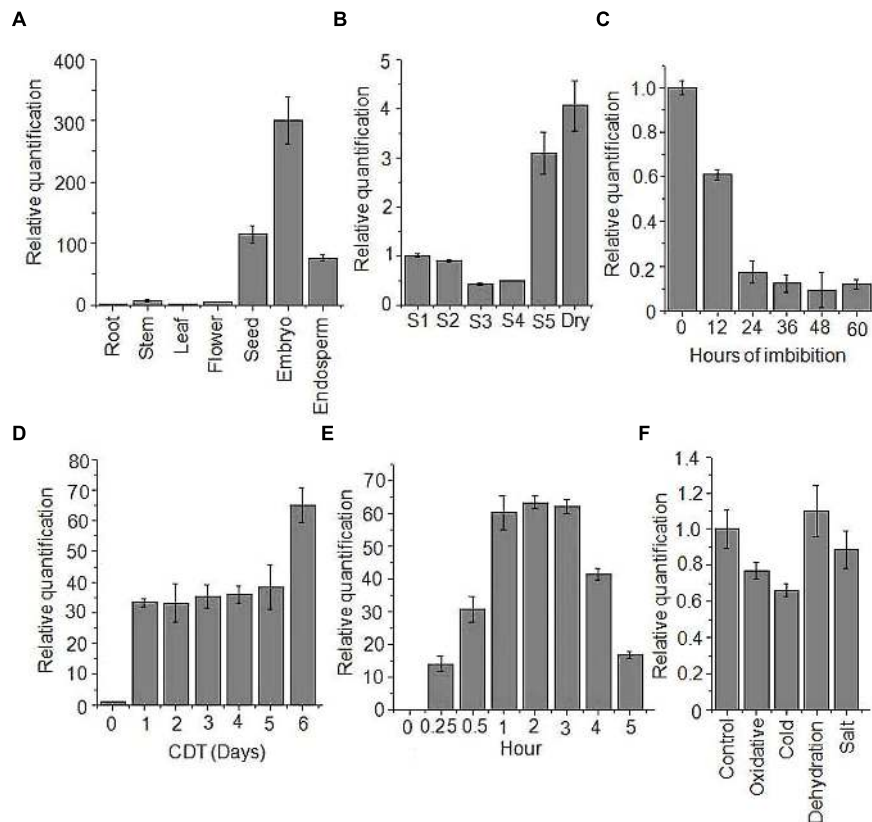 A
Relative quantification
400
300
200
100
0
Root
Stem
Leaf
Flower
Seed
Embryo
Endosperm
B
Relative quantification
5
4
3
2
1
0
S1 S2 S3 S4 S5 Dry
C
Relative quantification
1.0
0.8
0.6
0.4
0.2
0
0 12 24 36 48 60
Hours of imbibition
D
Relative quantification
80
70
60
50
40
30
20
10
0
0 1 2 3 4 5 6
CDT (Days)
E
Relative quantification
70
60
50
40
30
20
10
0
0 0.25 0.5 1 2 3 4 5
Hour
F
Relative quantification
1.4
1.2
1.0
0.8
0.6
0.4
0.2
0
Control
Oxidative
Cold
Dehydration
Salt